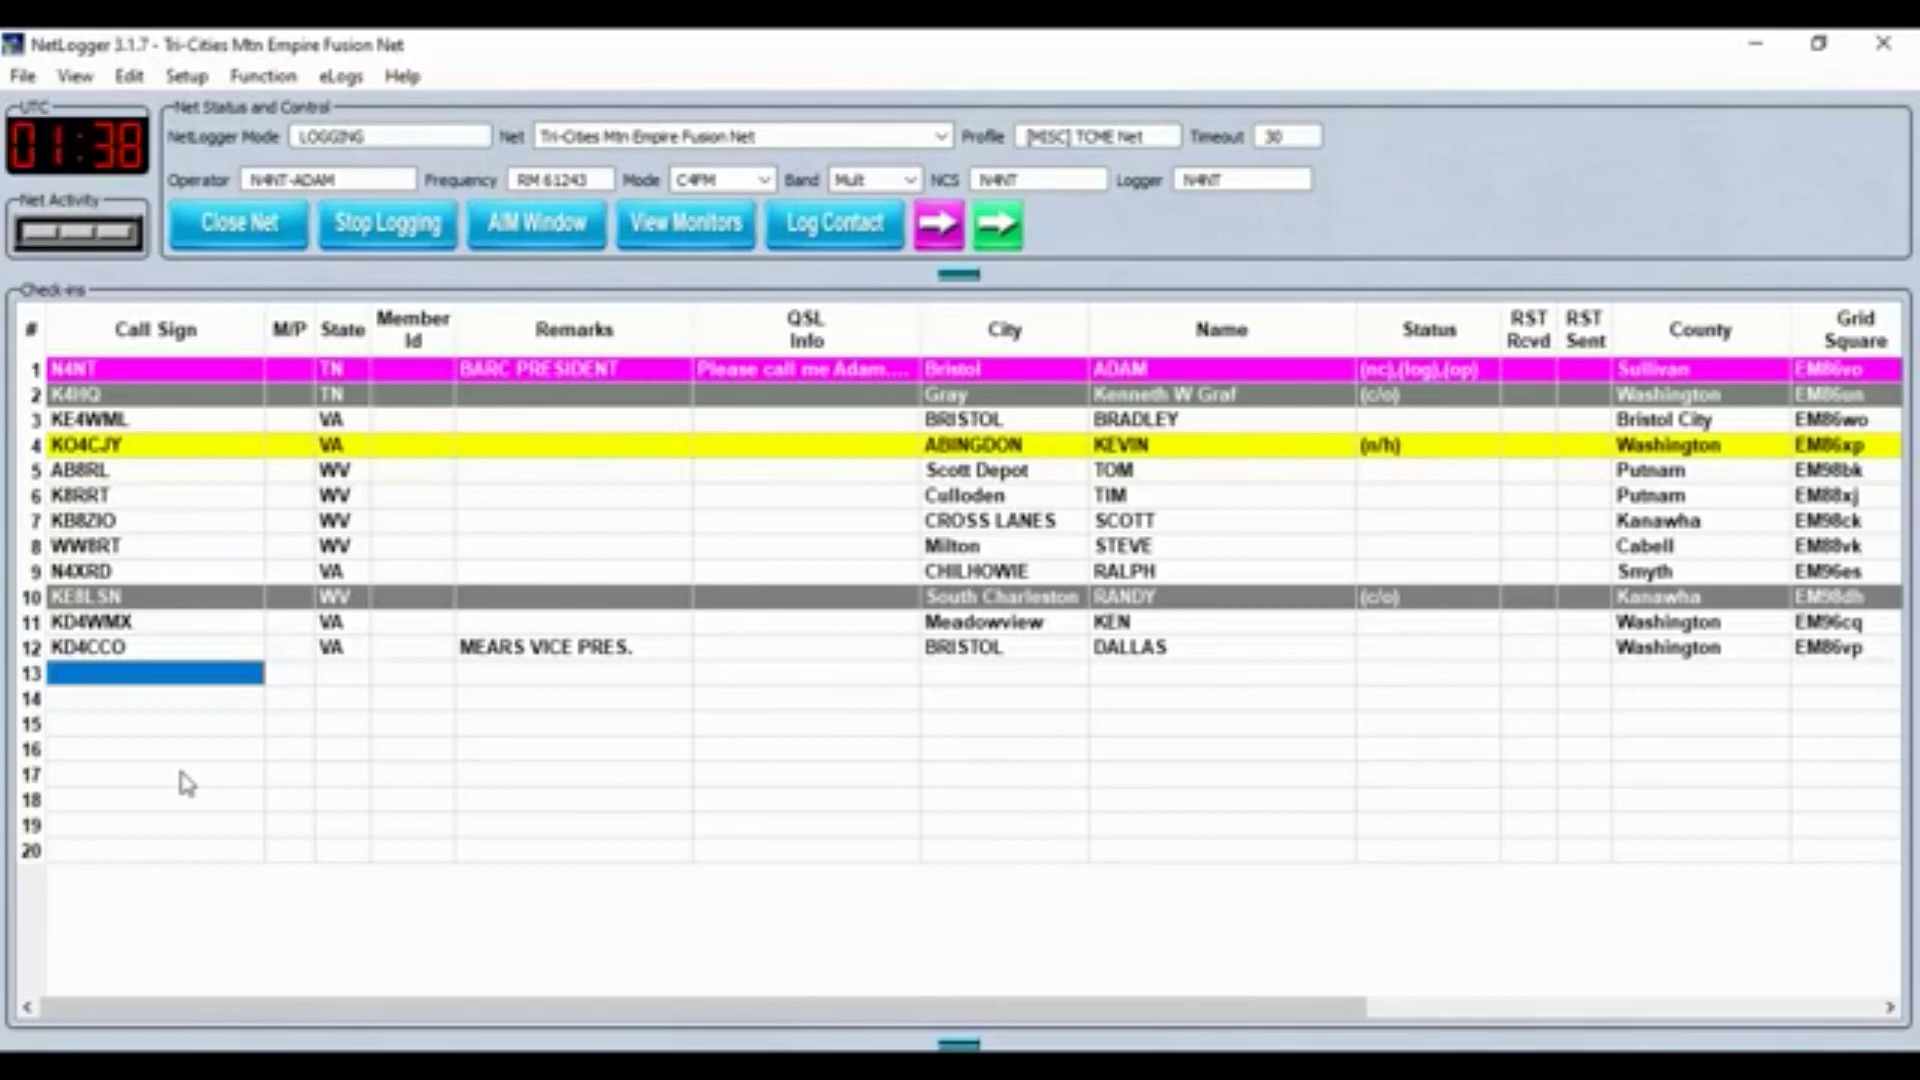 NetLogger 3.1.7 - Tri-Cities Mtn Empire Fusion Net
File View Edit Setup Function eLogs Help
UTC
01:38
Net Activity
Net Status and Control
NetLogger Mode LOGGING Net Tri-Cities Mtn Empire Fusion Net Profile [MISC] TCME Net Timeout 30
Operator N4NT-ADAM Frequency RM 61243 Mode C4FM Band Mult NCS N4NT Logger N4NT
Close Net Stop Logging AIM Window View Monitors Log Contact
Check-ins
# Call Sign M/P State Member Id Remarks QSL Info City Name Status RST Rcvd RST Sent County Grid Square
1 N4NT TN BARC PRESIDENT Please call me Adam.... Bristol ADAM (nc),(log),(op) Sullivan EM86vo
2 K4HQ TN Gray Kenneth W Graf (c/o) Washington EM86un
3 KE4WML VA BRISTOL BRADLEY Bristol City EM86wo
4 KO4CJY VA ABINGDON KEVIN (n/h) Washington EM86xp
5 AB8RL WV Scott Depot TOM Putnam EM98bk
6 K8RRT WV Culloden TIM Putnam EM88xj
7 KB8ZIO WV CROSS LANES SCOTT Kanawha EM98ck
8 WW8RT WV Milton STEVE Cabell EM88vk
9 N4XRD VA CHILHOWIE RALPH Smyth EM96es
10 KE8LSN WV South Charleston RANDY (c/o) Kanawha EM98dh
11 KD4WMX VA Meadowview KEN Washington EM96cq
12 KD4CCO VA MEARS VICE PRES. BRISTOL DALLAS Washington EM86vp
13
14
15
16
17
18
19
20